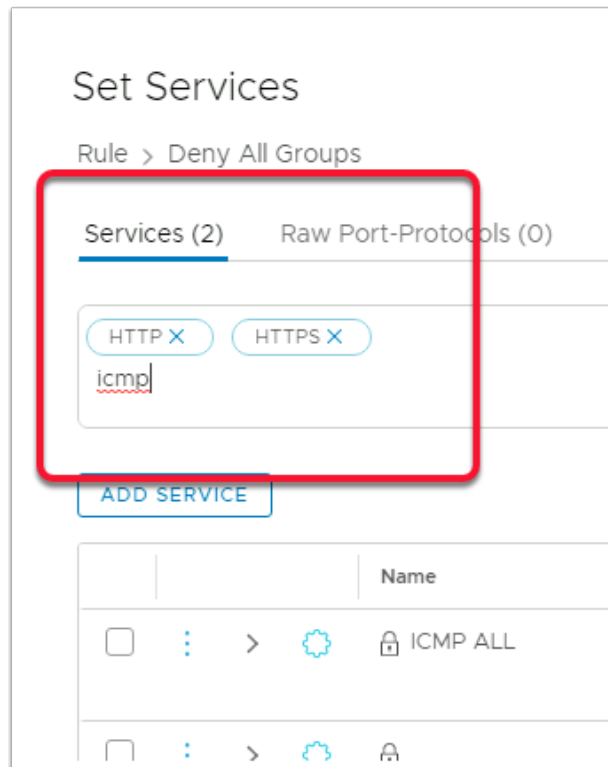 Set Services
Rule > Deny All Groups
Services (2) Raw Port-Protocols (0)
HTTP X HTTPS X
icmp
ADD SERVICE
Name
ICMP ALL